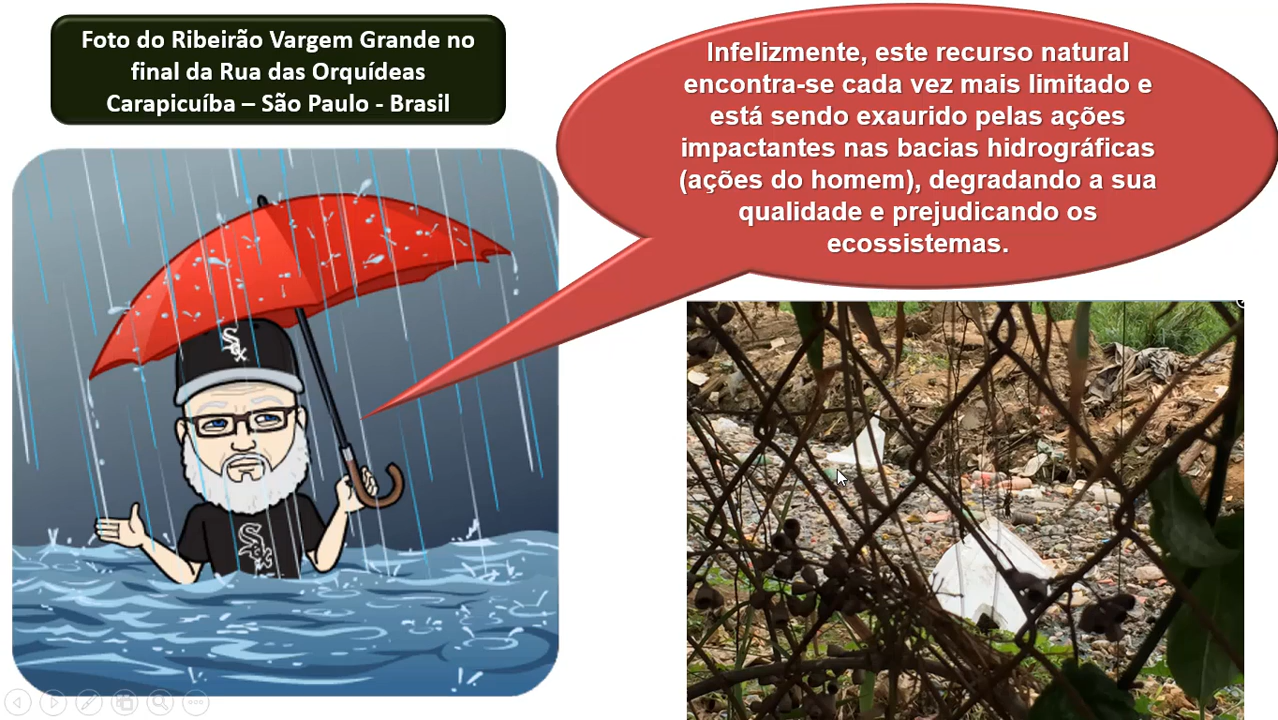 Foto do Ribeirão Vargem Grande no
final da Rua das Orquídeas
Carapicuíba – São Paulo - Brasil
Infelizmente, este recurso natural
encontra-se cada vez mais limitado e
está sendo exaurido pelas ações
impactantes nas bacias hidrográficas
(ações do homem), degradando a sua
qualidade e prejudicando os
ecossistemas.
Sox
Sox